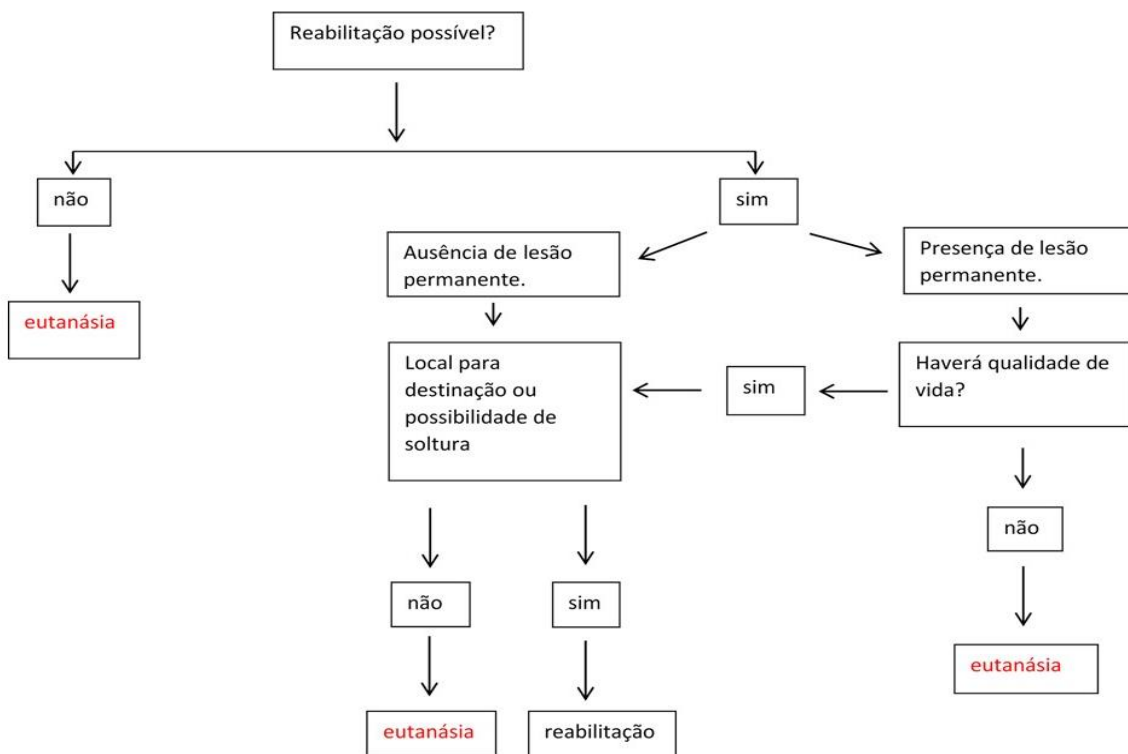 Reabilitação possível?
não
sim
Ausência de lesão
permanente.
Presença de lesão
permanente.
eutanásia
Local para
destinação ou
possibilidade de
soltura
sim
Haverá qualidade de
vida?
não
não
sim
eutanásia
eutanásia
reabilitação